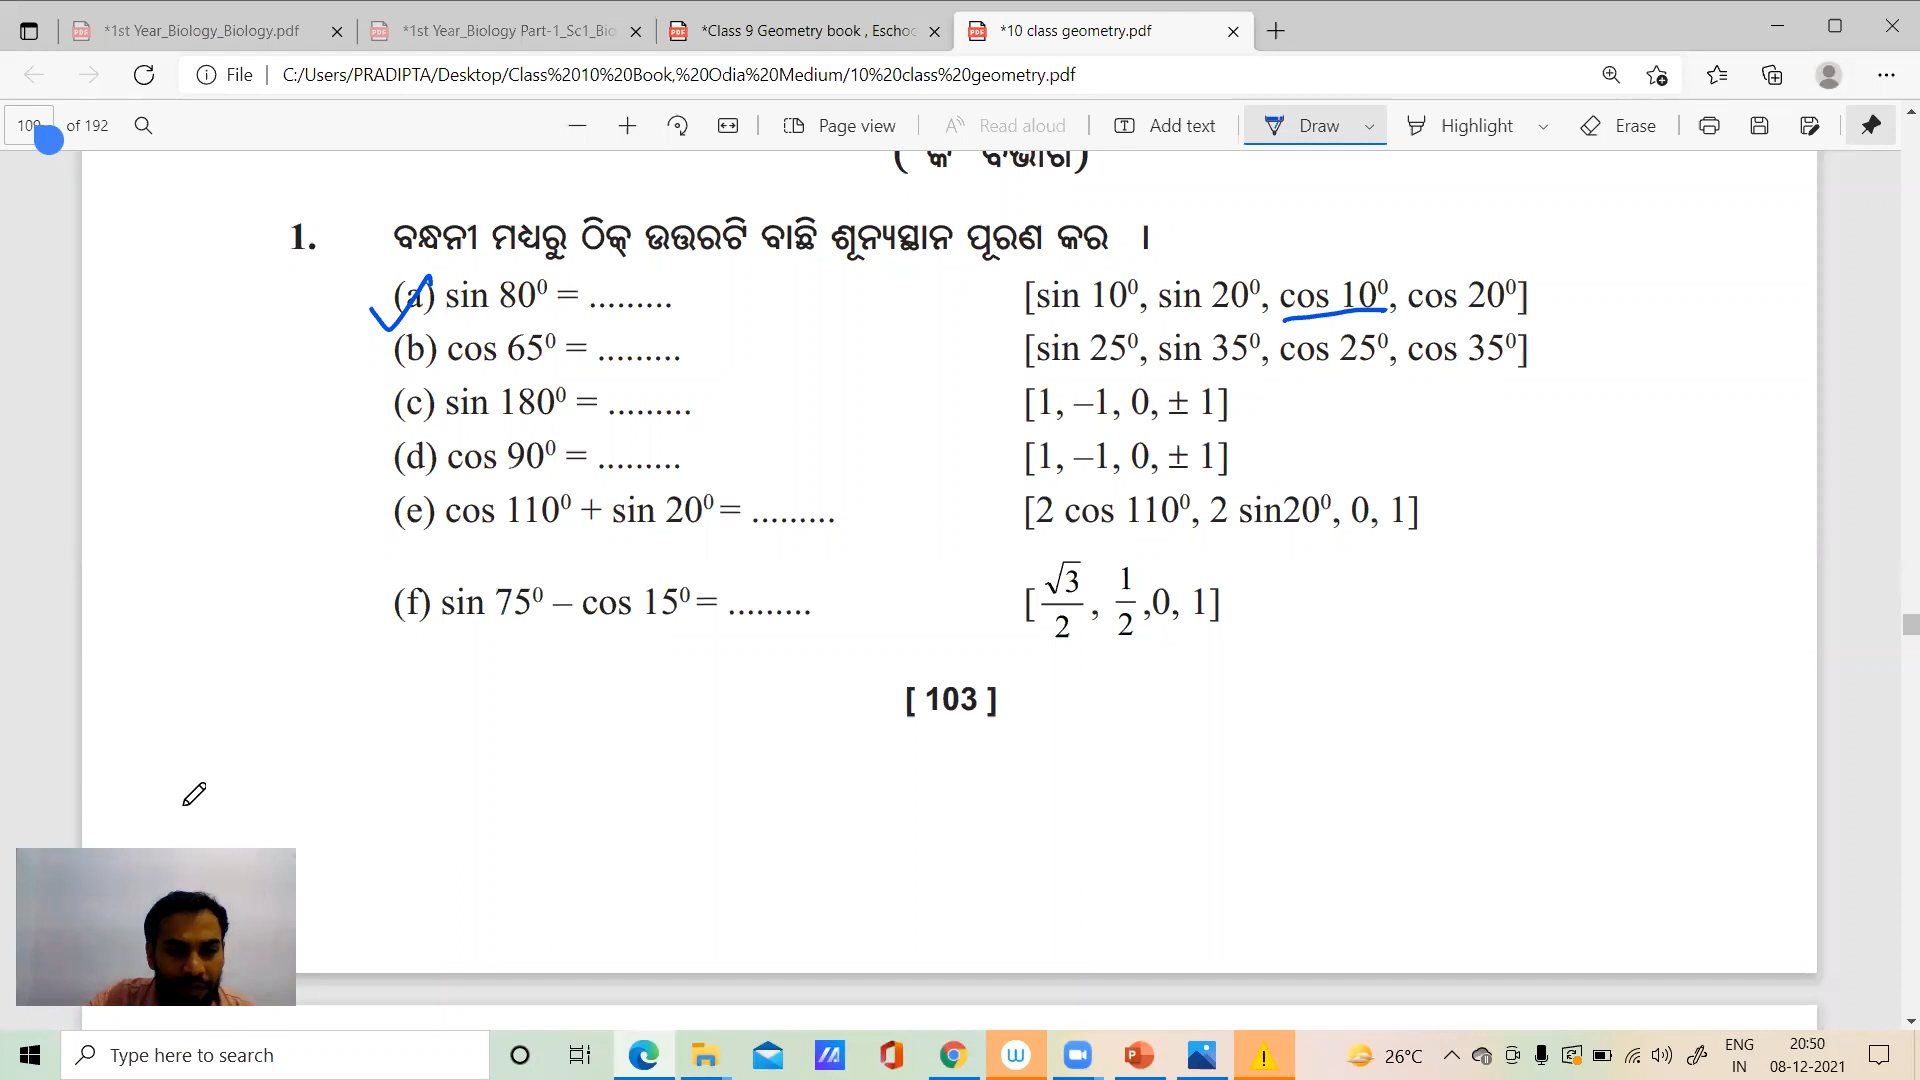 *1st Year_Biology_Biology.pdf
*1st Year_Biology Part-1_Sc1_Bio
*Class 9 Geometry book , Eschoo
*10 class geometry.pdf
File
C:/Users/PRADIPTA/Desktop/Class%2010%20Book,%20Odia%20Medium/10%20class%20geometry.pdf
109 of 192
Page view
Read aloud
Add text
Draw
Highlight
Erase
1. ବନ୍ଧନୀ ମଧ୍ୟରୁ ଠିକ୍ ଉତ୍ତରଟି ବାଛି ଶୂନ୍ୟସ୍ଥାନ ପୂରଣ କର ।
(a) sin 80⁰ = ......... [sin 10⁰, sin 20⁰, cos 10⁰, cos 20⁰]
(b) cos 65⁰ = ......... [sin 25⁰, sin 35⁰, cos 25⁰, cos 35⁰]
(c) sin 180⁰ = ......... [1, –1, 0, ± 1]
(d) cos 90⁰ = ......... [1, –1, 0, ± 1]
(e) cos 110⁰ + sin 20⁰ = ......... [2 cos 110⁰, 2 sin20⁰, 0, 1]
(f) sin 75⁰ – cos 15⁰ = ......... [√3/2, 1/2 ,0, 1]
[ 103 ]
Type here to search
26°C
ENG
IN
20:50
08-12-2021